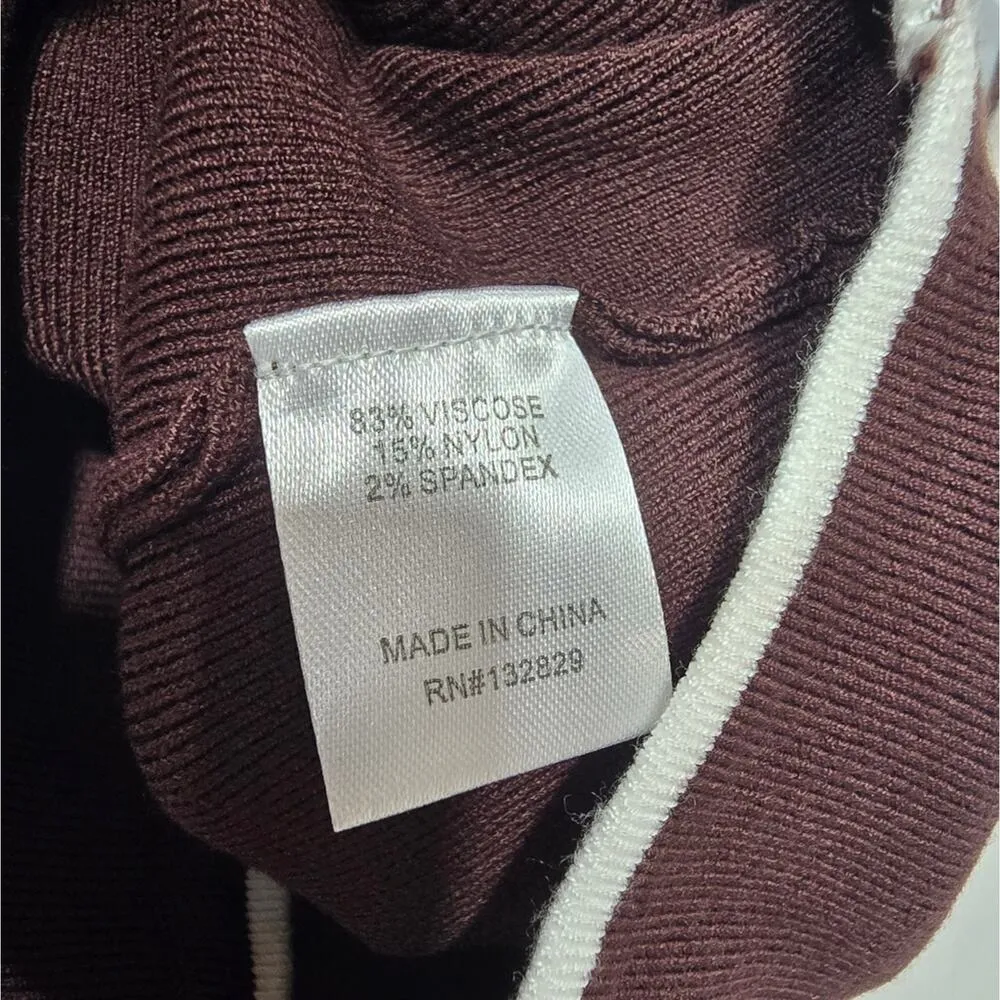 83% VISCOSE
15% NYLON
2% SPANDEX
MADE IN CHINA
RN#132829